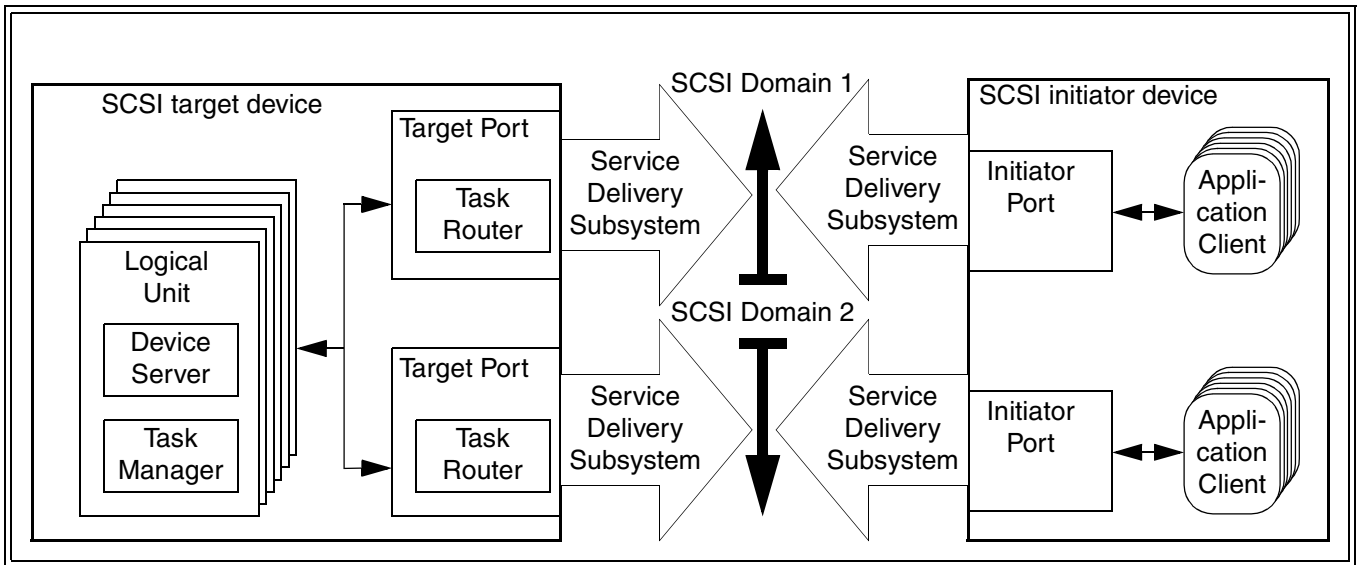 SCSI target device
Target Port
Task
Router
Logical
Unit
Device
Server
Task
Manager
Target Port
Task
Router
Service
Delivery
Subsystem
Service
Delivery
Subsystem
SCSI Domain 1
SCSI Domain 2
Service
Delivery
Subsystem
Service
Delivery
Subsystem
SCSI initiator device
Initiator
Port
Appli-
cation
Client
Initiator
Port
Appli-
cation
Client